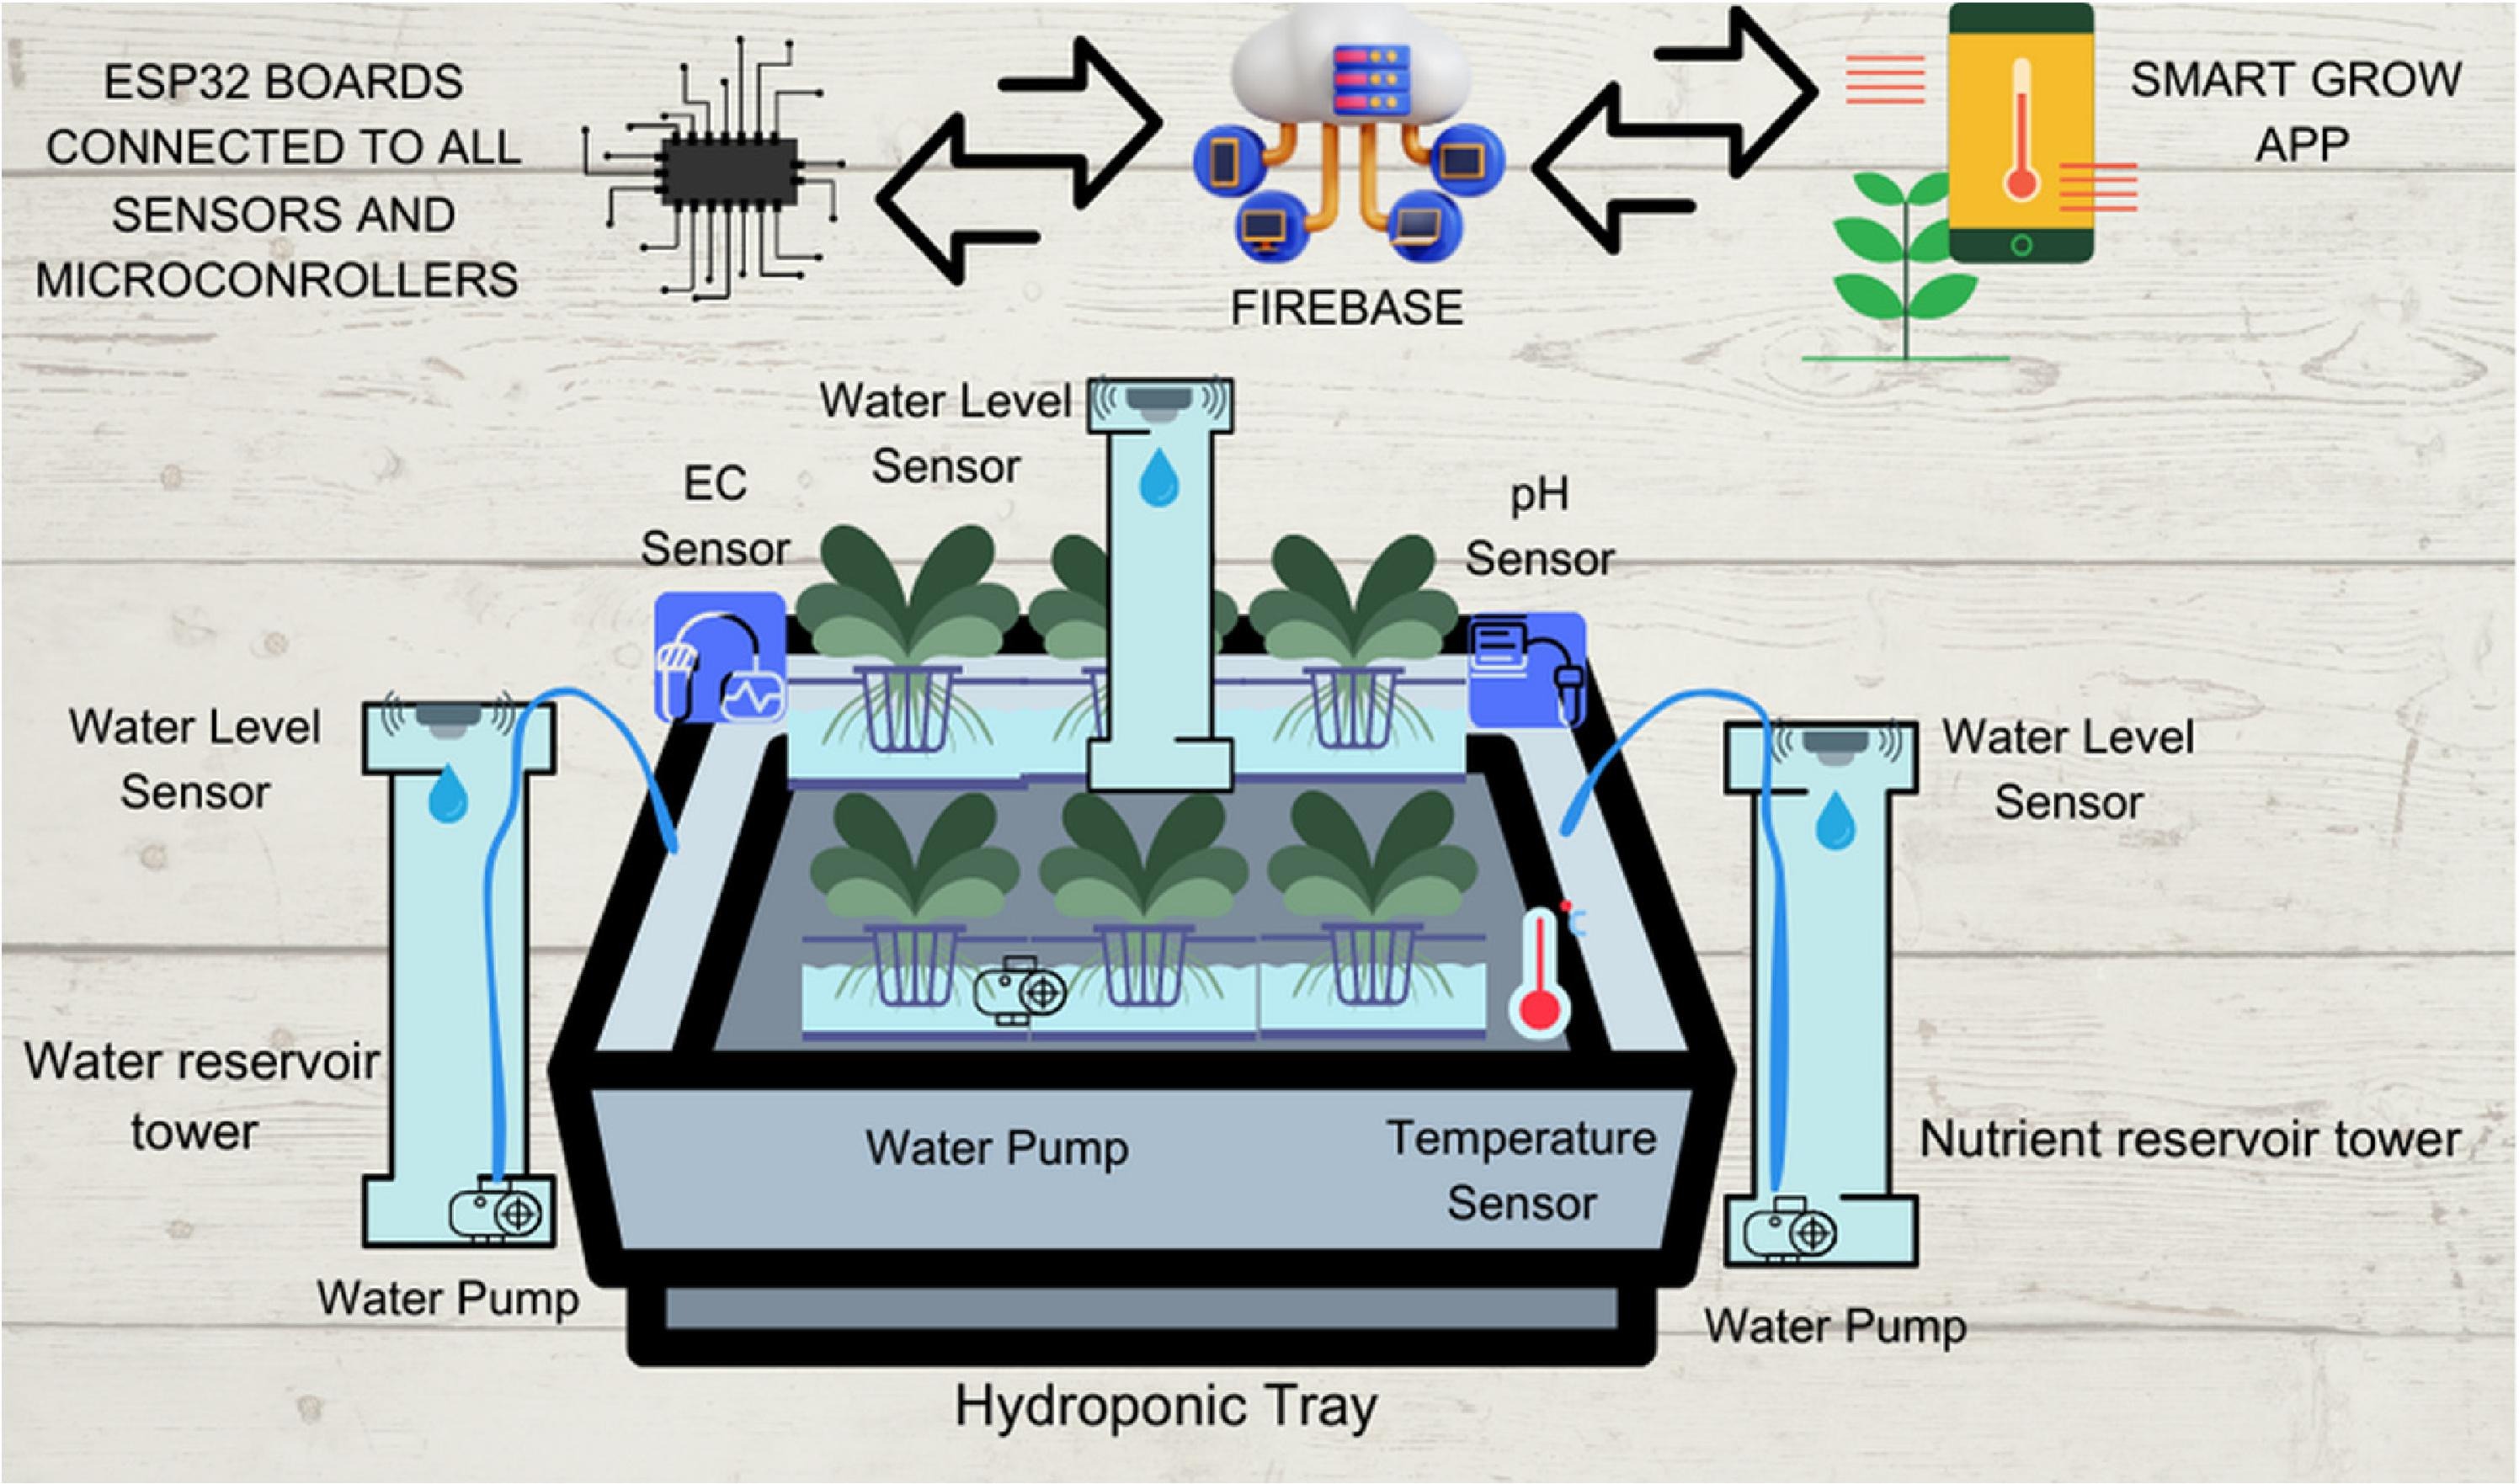 ESP32 BOARDS
CONNECTED TO ALL
SENSORS AND
MICROCONROLLERS
FIREBASE
SMART GROW
APP
Water Level
Sensor
EC
Sensor
pH
Sensor
Water Level
Sensor
Water Level
Sensor
°C
Water reservoir
tower
Water Pump
Temperature
Sensor
Nutrient reservoir tower
Water Pump
Water Pump
Hydroponic Tray